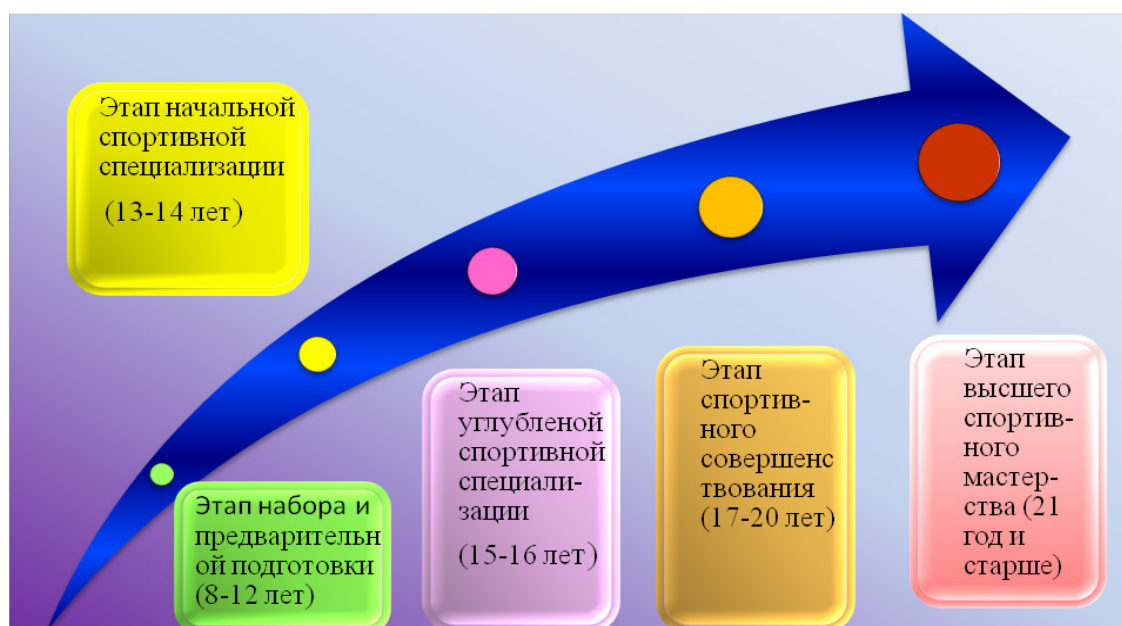 Этап начальной
спортивной
специализации
(13-14 лет)
Этап набора и
предварительн
ой подготовки
(8-12 лет)
Этап
углубленой
спортивной
специали-
зации
(15-16 лет)
Этап
спортив-
ного
совершенс
твования
(17-20 лет)
Этап
высшего
спортив-
ного
мастер-
ства (21
год и
старше)